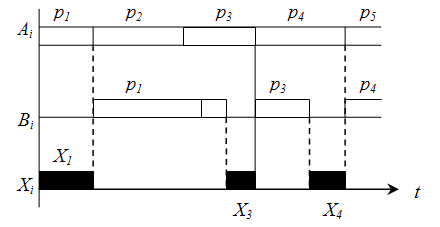 p₁ p₂ p₃ p₄ p₅
Aᵢ
p₁ p₃ p₄
Bᵢ
X₁
Xᵢ t
X₃ X₄